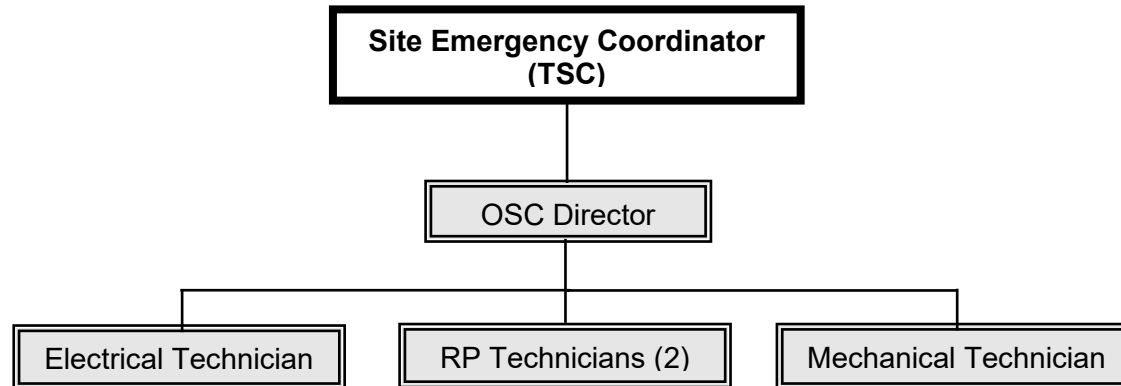 Site Emergency Coordinator
(TSC)
OSC Director
Electrical Technician
RP Technicians (2)
Mechanical Technician